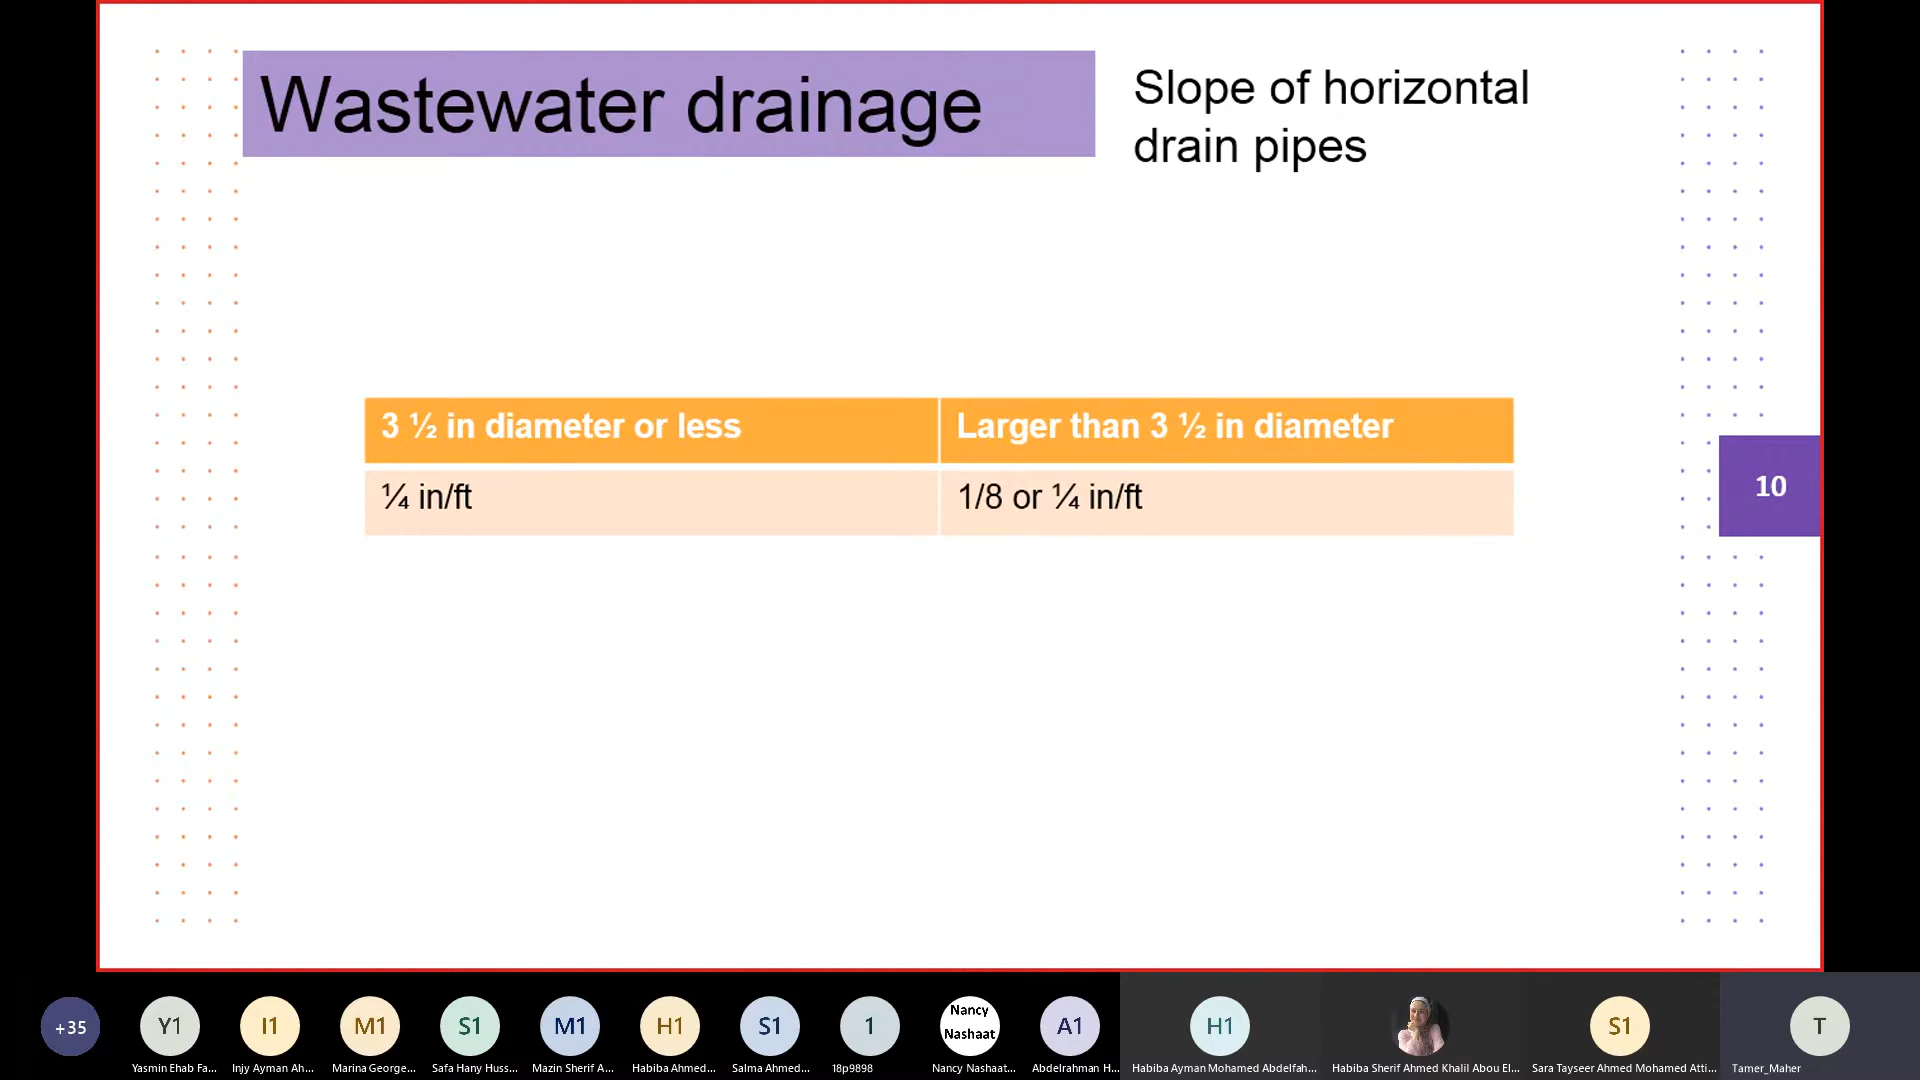 Wastewater drainage
Slope of horizontal
drain pipes
3 ½ in diameter or less
Larger than 3 ½ in diameter
¼ in/ft
1/8 or ¼ in/ft
10
+35
Y1
I1
M1
S1
M1
H1
S1
1
Nancy
Nashaat
A1
H1
S1
T
Yasmin Ehab Fa...
Injy Ayman Ah...
Marina George...
Safa Hany Huss...
Mazin Sherif A...
Habiba Ahmed...
Salma Ahmed...
18p9898
Nancy Nashaat...
Abdelrahman H...
Habiba Ayman Mohamed Abdelfah...
Habiba Sherif Ahmed Khalil Abou El...
Sara Tayseer Ahmed Mohamed Atti...
Tamer_Maher